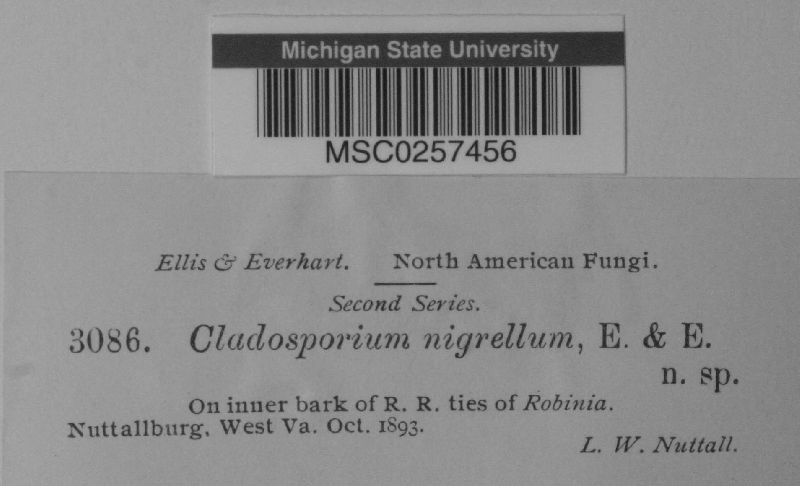 Michigan State University
MSC0257456
Ellis & Everhart. North American Fungi.
Second Series.
3086. Cladosporium nigrellum, E. & E.
n. sp.
On inner bark of R. R. ties of Robinia.
Nuttallburg, West Va. Oct. 1893.
L. W. Nuttall.